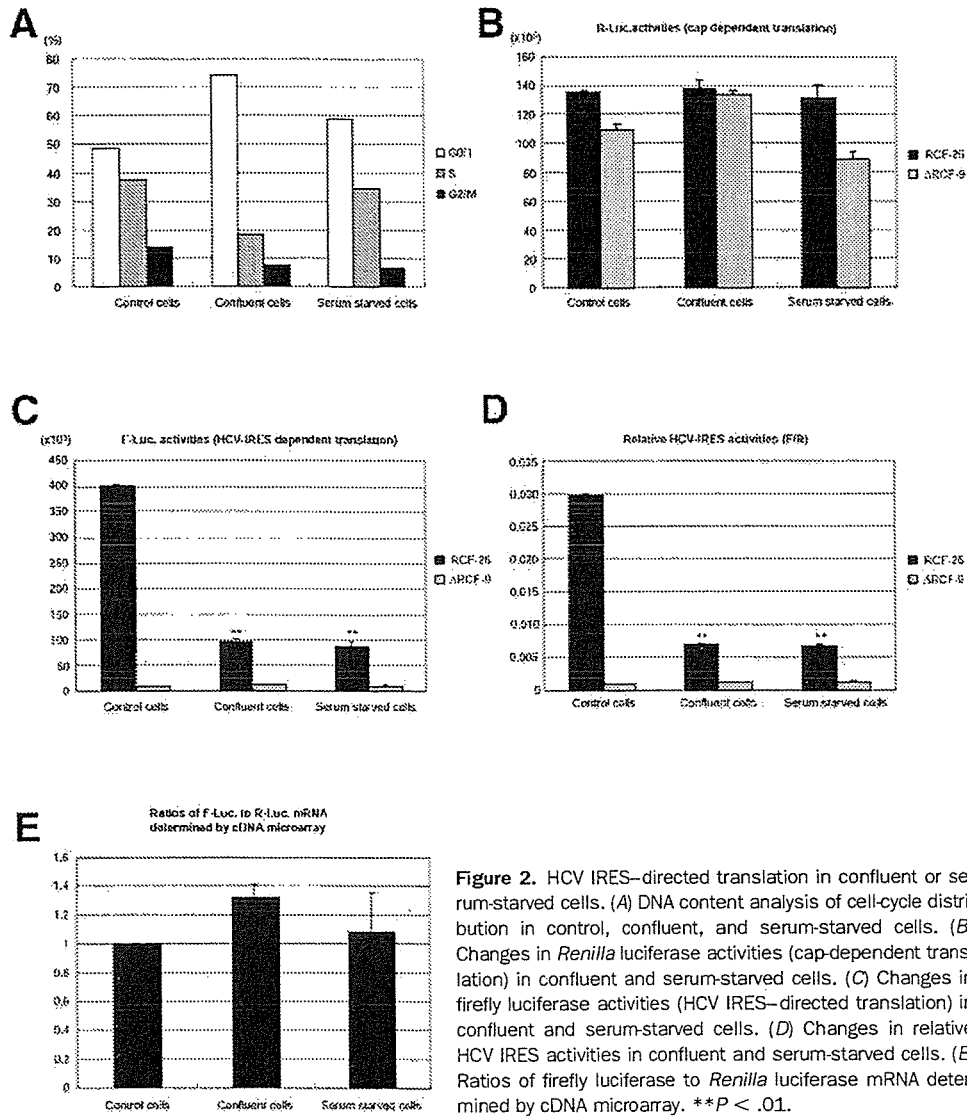 A
(%)
80
70
60
50
40
30
20
10
0
Control cells
Confluent cells
Serum starved cells
G0/1
S
G2/M
B
R-Luc.activities (cap dependent translation)
160
140
120
100
80
60
40
20
0
Control cells
Confluent cells
Serum starved cells
RCF-26
ΔRCF-9
C
F-Luc. activities (HCV-IRES dependent translation)
450
400
350
300
250
200
150
100
50
0
Control cells
Confluent cells
Serum starved cells
** **
RCF-26
ΔRCF-9
D
Relative HCV-IRES activities (F/R)
0.035
0.030
0.025
0.020
0.015
0.010
0.005
0
Control cells
Confluent cells
Serum starved cells
** **
RCF-26
ΔRCF-9
E
Ratios of F-Luc. to R-Luc. mRNA
determined by cDNA microarray
1.6
1.4
1.2
1
0.8
0.6
0.4
0.2
0
Control cells
Confluent cells
Serum starved cells
Figure 2. HCV IRES–directed translation in confluent or se-
rum-starved cells. (A) DNA content analysis of cell-cycle distri-
bution in control, confluent, and serum-starved cells. (B
Changes in Renilla luciferase activities (cap-dependent trans
lation) in confluent and serum-starved cells. (C) Changes in
firefly luciferase activities (HCV IRES–directed translation) in
confluent and serum-starved cells. (D) Changes in relative
HCV IRES activities in confluent and serum-starved cells. (E
Ratios of firefly luciferase to Renilla luciferase mRNA deter
mined by cDNA microarray. **P < .01.